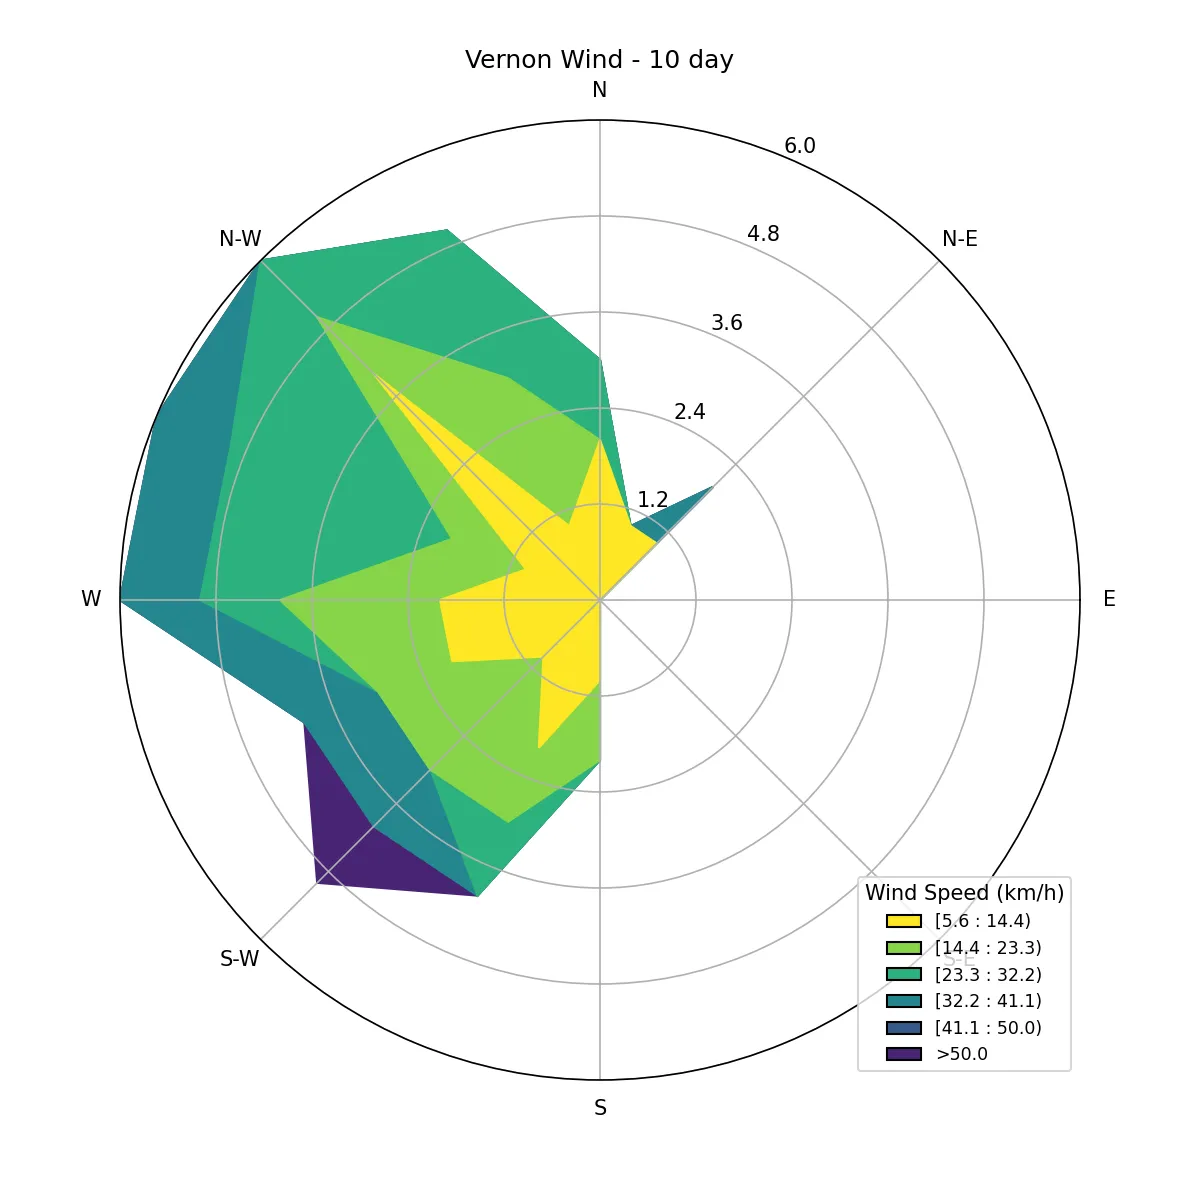 Vernon Wind - 10 day
N
6.0
N-W
4.8
N-E
3.6
2.4
1.2
W
E
S-W
S-E
S
Wind Speed (km/h)
[5.6 : 14.4)
[14.4 : 23.3)
[23.3 : 32.2)
[32.2 : 41.1)
[41.1 : 50.0)
>50.0